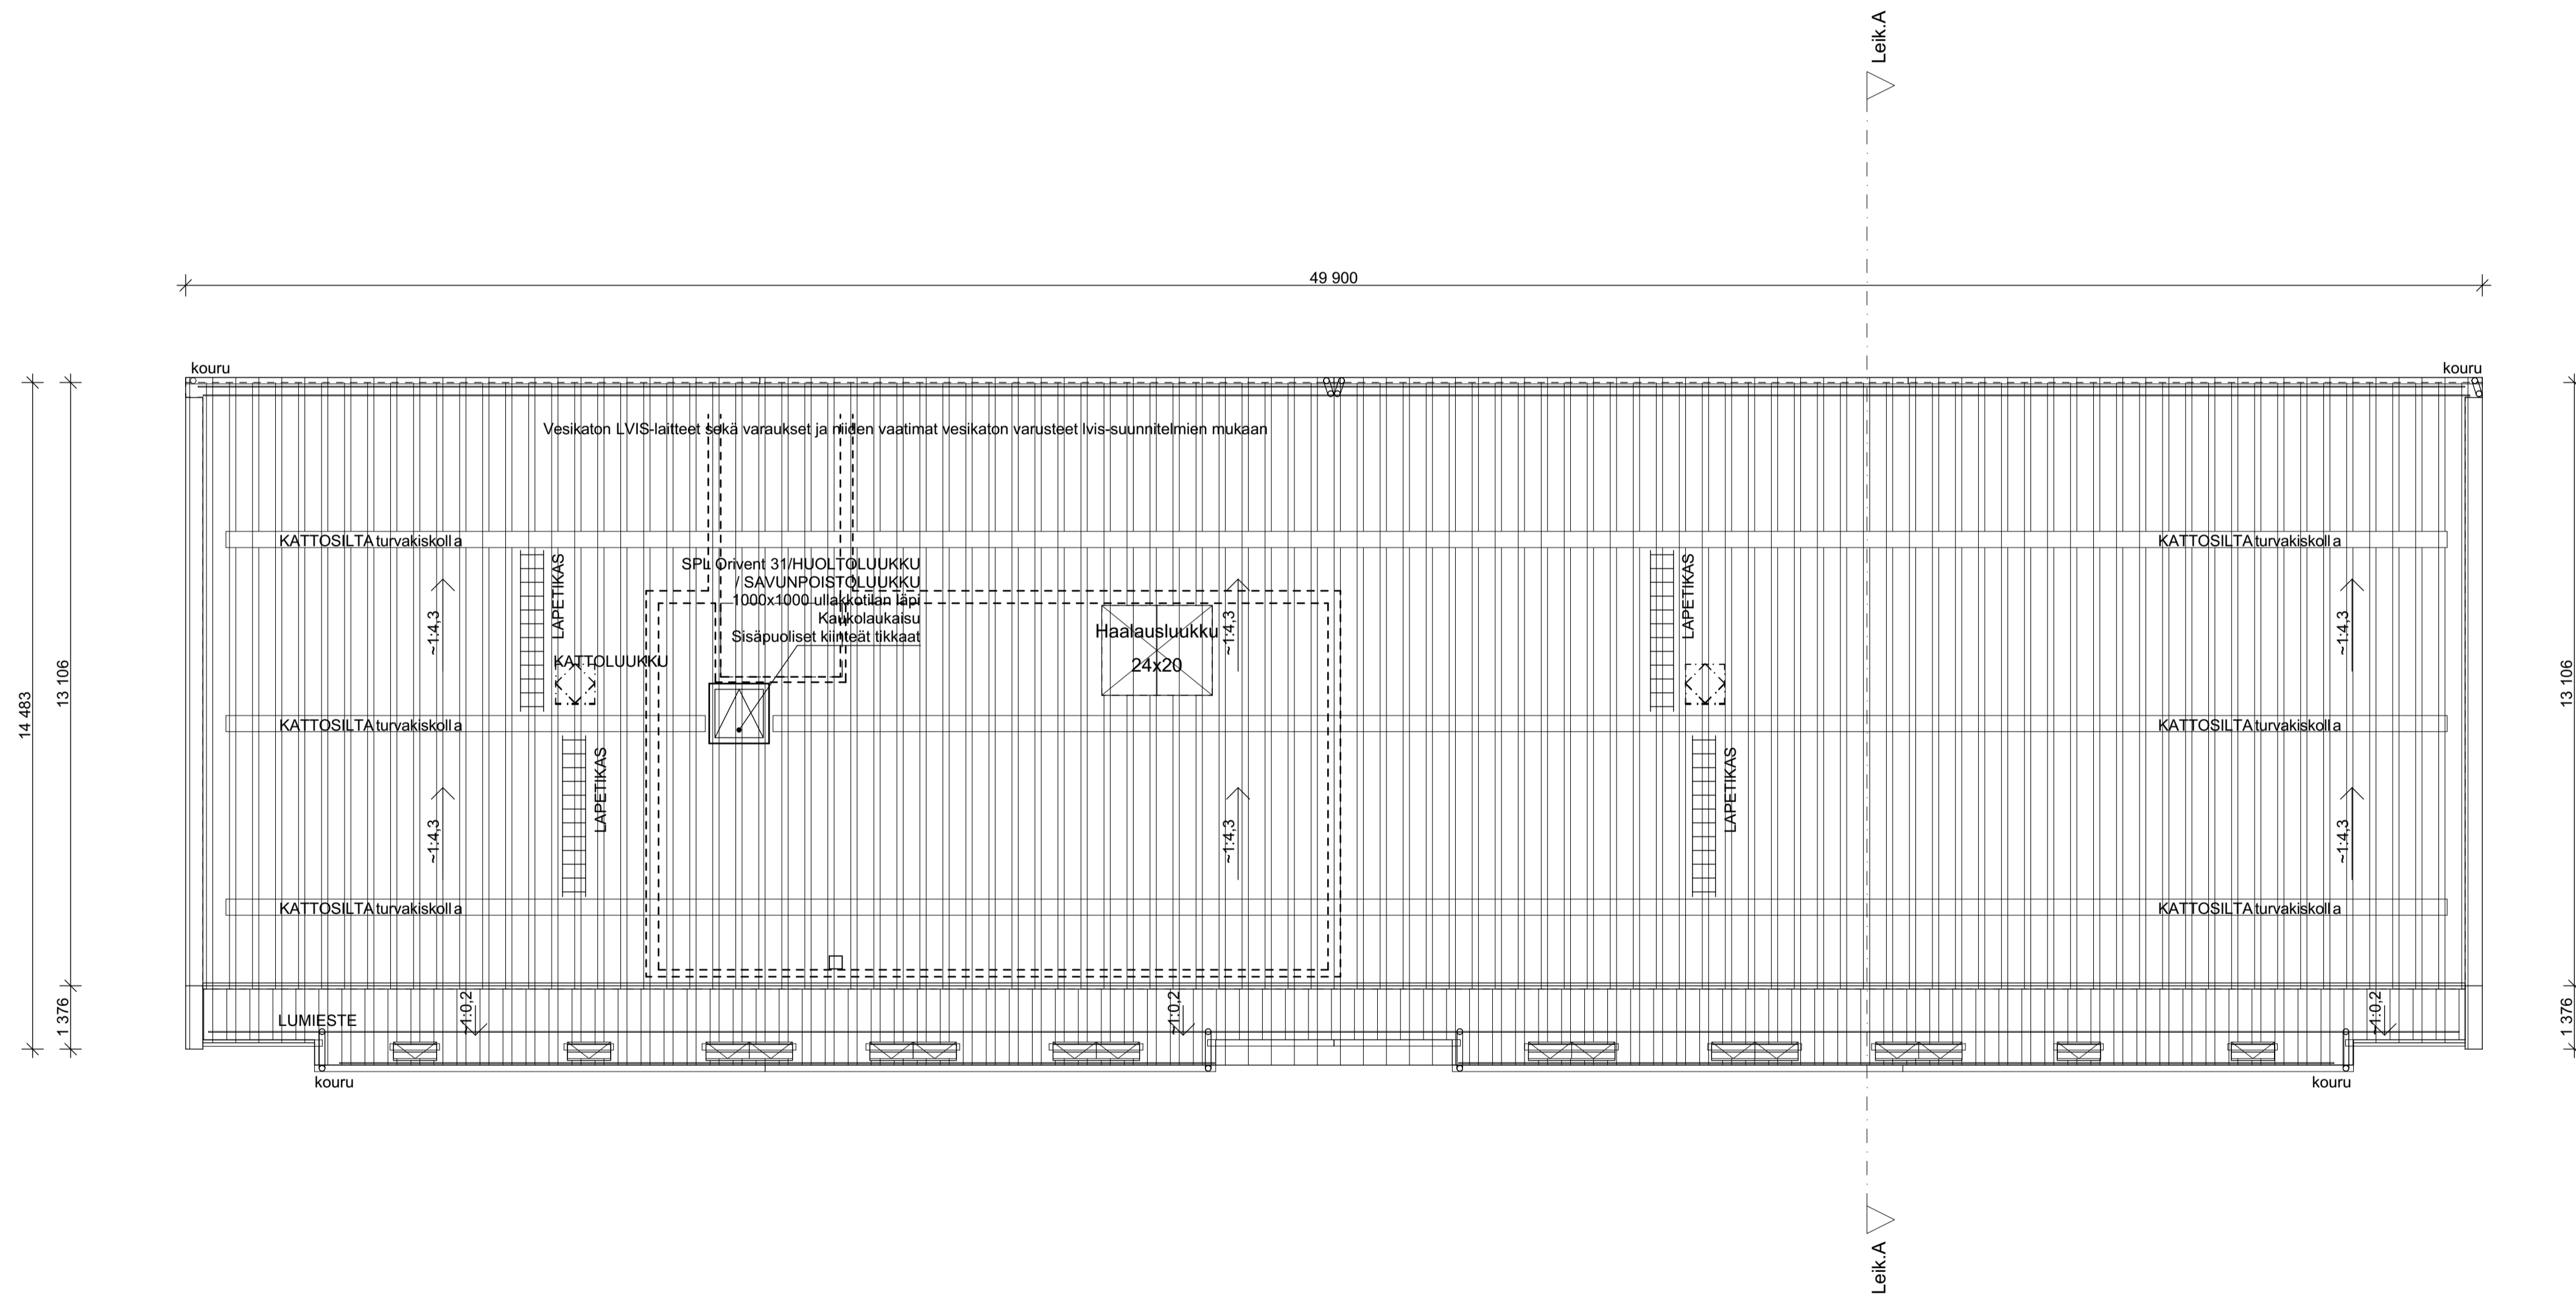 Leik.A
49 900
kouru
kouru
Vesikaton LVIS-laitteet sekä varaukset ja niiden vaatimat vesikaton varusteet lvis-suunnitelmien mukaan
KATTOSILTA turvakiskolla
KATTOSILTA turvakiskolla
LAPETIKAS
LAPETIKAS
SPL Orivent 31/HUOLTOLUUKKU
/ SAVUNPOISTOLUUKKU
1000x1000 ullakkotilan läpi
Kaukolaukaisu
Sisäpuoliset kiinteät tikkaat
~1:4,3
~1:4,3
~1:4,3
Haalausluukku
24x20
KATTOLUUKKU
14 483
13 106
13 106
KATTOSILTA turvakiskolla
KATTOSILTA turvakiskolla
LAPETIKAS
LAPETIKAS
~1:4,3
~1:4,3
~1:4,3
KATTOSILTA turvakiskolla
KATTOSILTA turvakiskolla
1 376
1 376
LUMIESTE
~1:0,2
~1:0,2
~1:0,2
kouru
kouru
Leik.A